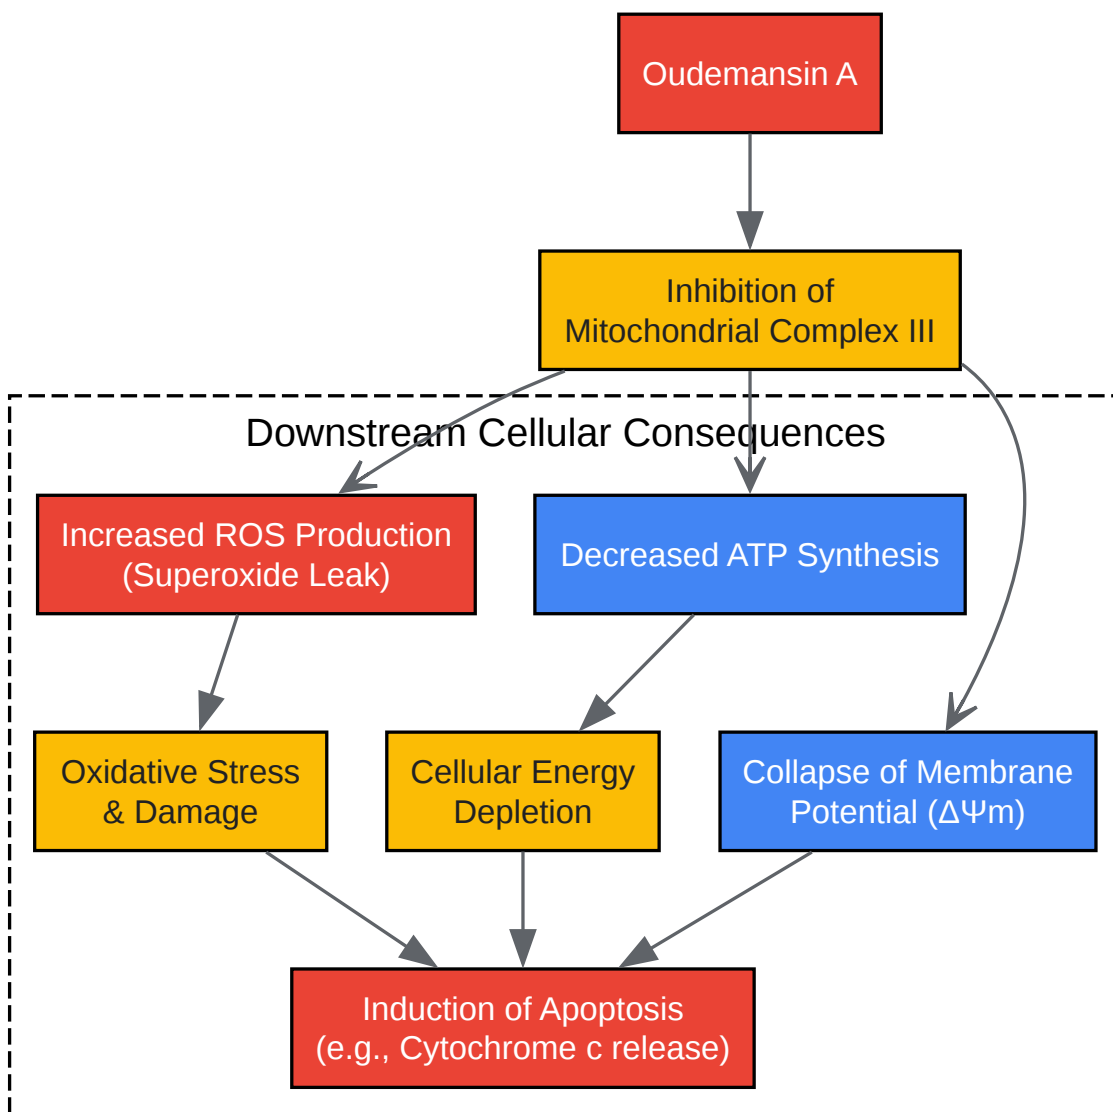 Oudemansin A
Inhibition of
Mitochondrial Complex III
Downstream Cellular Consequences
Increased ROS Production
(Superoxide Leak)
Decreased ATP Synthesis
Oxidative Stress
& Damage
Cellular Energy
Depletion
Collapse of Membrane
Potential (ΔΨm)
Induction of Apoptosis
(e.g., Cytochrome c release)